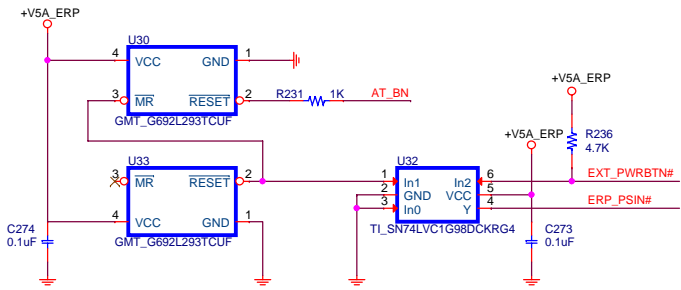 +V5A_ERP
U30
4 VCC GND 1
3 MR RESET 2 R231 1K AT_BN
GMT_G692L293TCUF
+V5A_ERP
+V5A_ERP
R236
4.7K
U33
3 MR RESET 2
4 VCC GND 1
GMT_G692L293TCUF
C274
0.1uF
U32
1 In1 In2 6 EXT_PWRBTN#
2 GND VCC 5
3 In0 Y 4 ERP_PSIN#
TI_SN74LVC1G98DCKRG4
C273
0.1uF